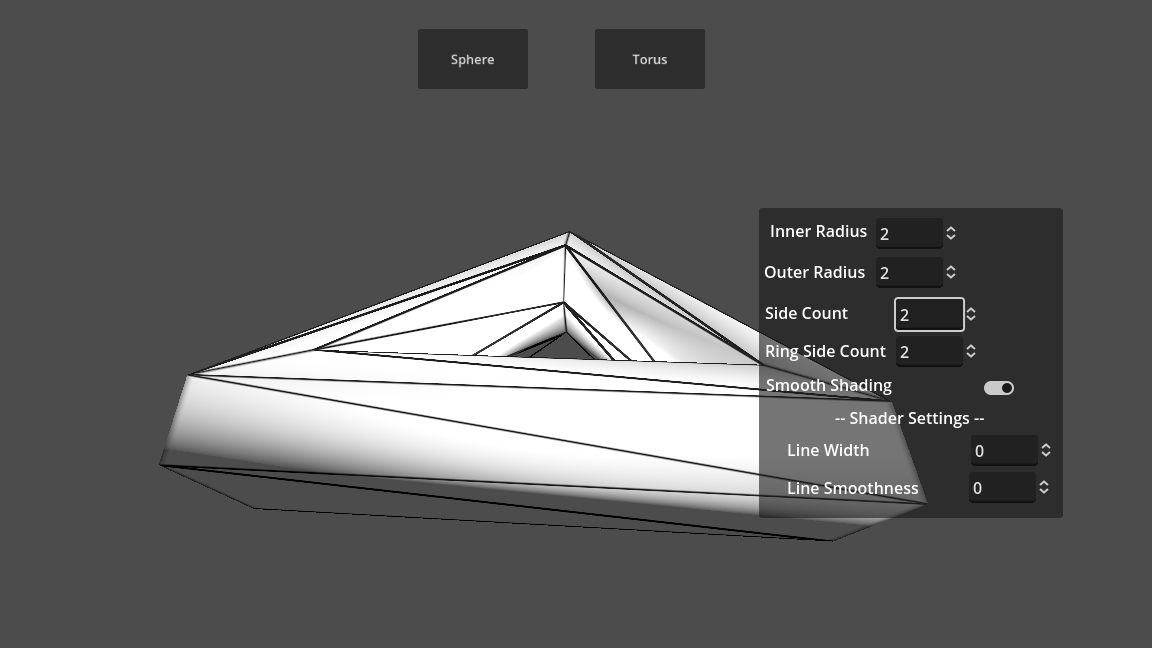 Sphere
Torus
Inner Radius 2
Outer Radius 2
Side Count 2
Ring Side Count 2
Smooth Shading
-- Shader Settings --
Line Width 0
Line Smoothness 0